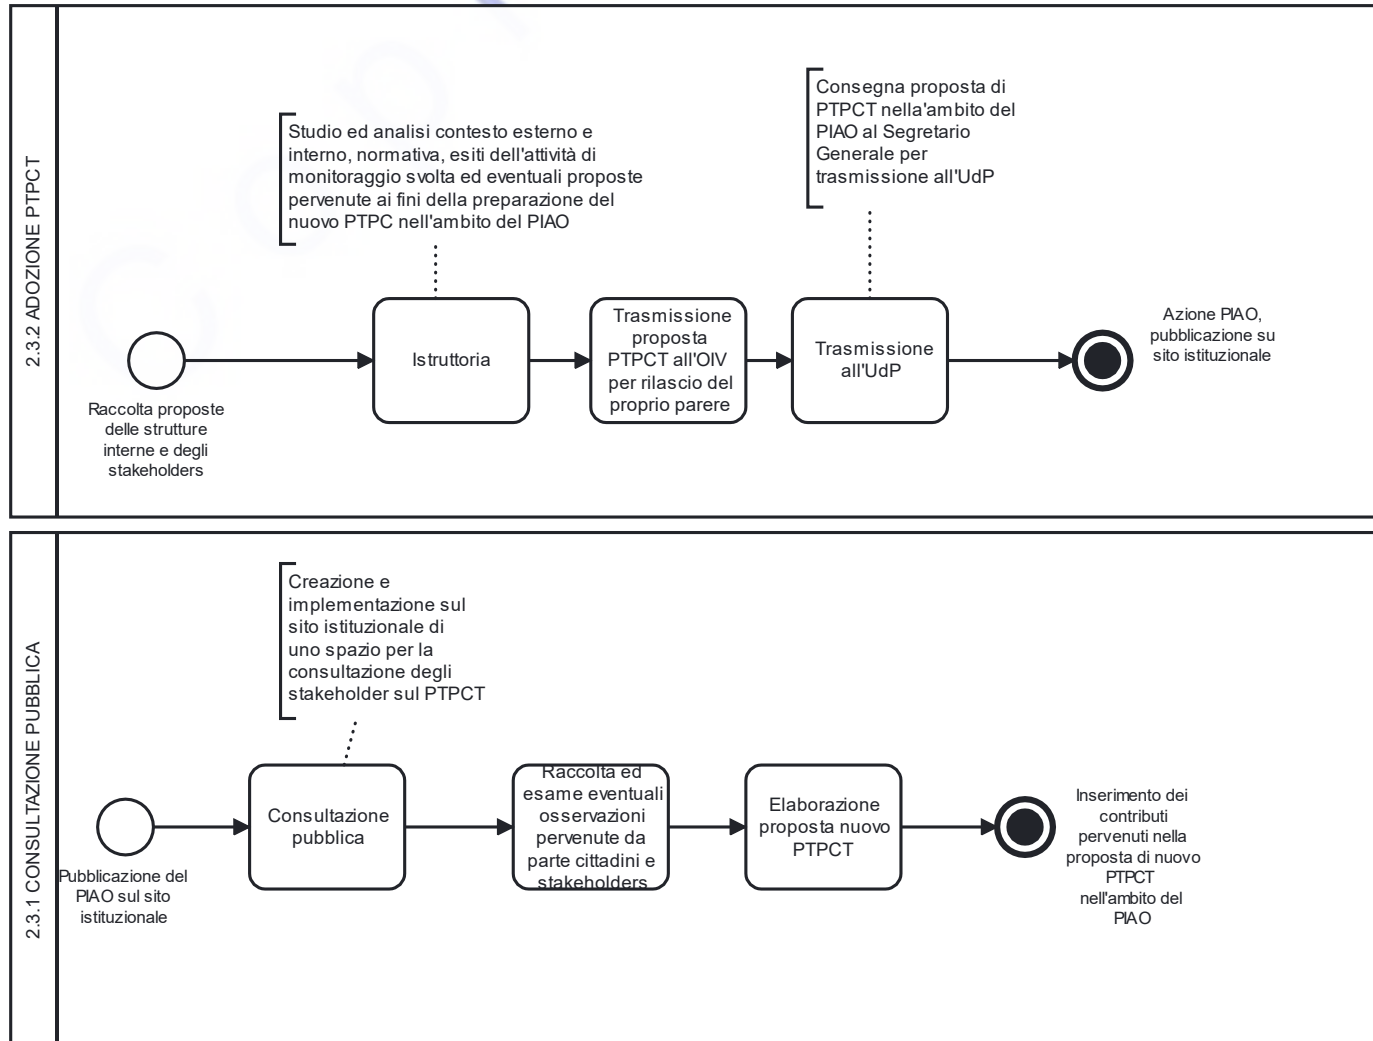 2.3.2 ADOZIONE PTPCT
Studio ed analisi contesto esterno e
interno, normativa, esiti dell'attività di
monitoraggio svolta ed eventuali proposte
pervenute ai fini della preparazione del
nuovo PTPC nell'ambito del PIAO
Consegna proposta di
PTPCT nella'ambito del
PIAO al Segretario
Generale per
trasmissione all'UdP
Raccolta proposte
delle strutture
interne e degli
stakeholders
Istruttoria
Trasmissione
proposta
PTPCT all'OIV
per rilascio del
proprio parere
Trasmissione
all'UdP
Azione PIAO,
pubblicazione su
sito istituzionale
2.3.1 CONSULTAZIONE PUBBLICA
Creazione e
implementazione sul
sito istituzionale di
uno spazio per la
consultazione degli
stakeholder sul PTPCT
Pubblicazione del
PIAO sul sito
istituzionale
Consultazione
pubblica
Raccolta ed
esame eventuali
osservazioni
pervenute da
parte cittadini e
stakeholders
Elaborazione
proposta nuovo
PTPCT
Inserimento dei
contributi
pervenuti nella
proposta di nuovo
PTPCT
nell'ambito del
PIAO